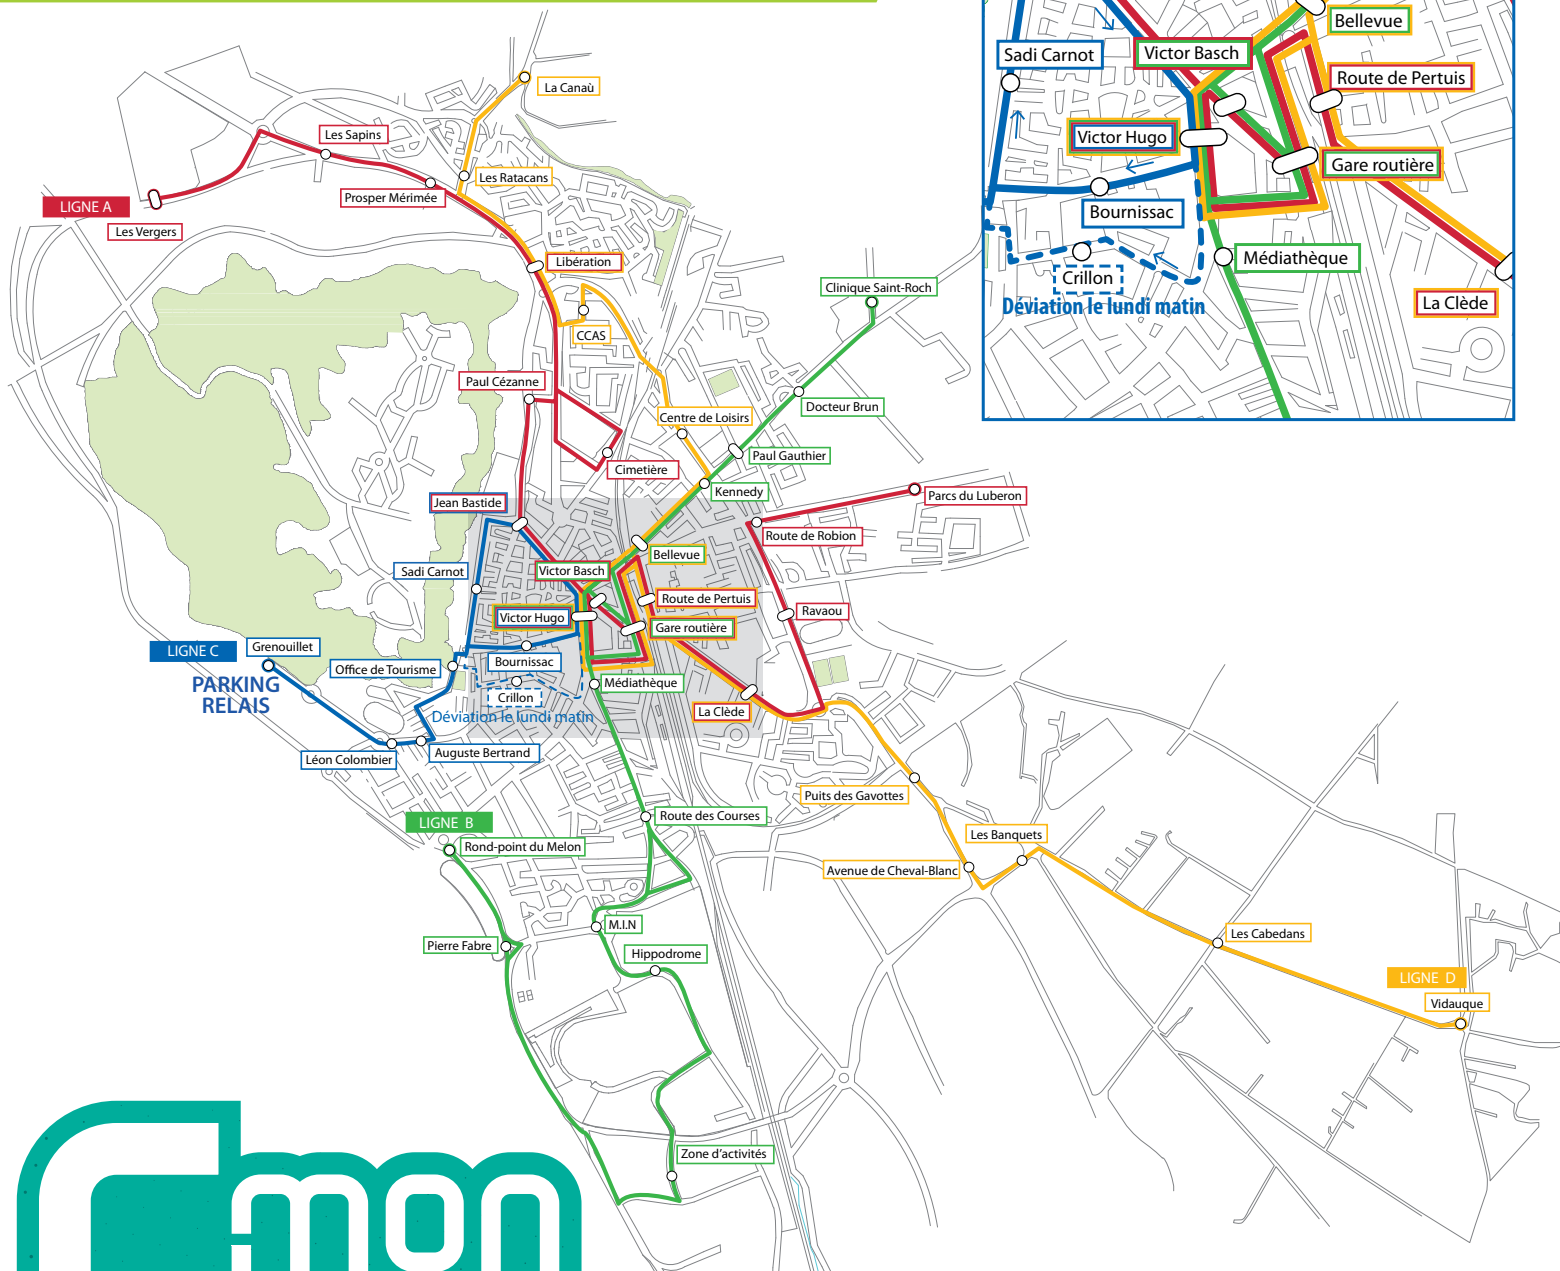 Bellevue
Sadi Carnot
Victor Basch
Route de Pertuis
Victor Hugo
Gare routière
Bournissac
Médiathèque
Crillon
Déviation le lundi matin
La Clède
La Canaù
Les Sapins
Les Ratacans
Prosper Mérimée
LIGNE A
Les Vergers
Libération
Clinique Saint-Roch
CCAS
Paul Cézanne
Docteur Brun
Centre de Loisirs
Paul Gauthier
Cimetière
Kennedy
Parcs du Luberon
Jean Bastide
Route de Robion
Bellevue
Victor Basch
Sadi Carnot
Route de Pertuis
Ravaou
Victor Hugo
Gare routière
LIGNE C
Grenouillet
Bournissac
Office de Tourisme
PARKING
RELAIS
Médiathèque
Crillon
La Clède
Déviation le lundi matin
Auguste Bertrand
Léon Colombier
Puits des Gavottes
Route des Courses
LIGNE B
Les Banquets
Rond-point du Melon
Avenue de Cheval-Blanc
M.I.N
Les Cabedans
Pierre Fabre
Hippodrome
LIGNE D
Vidauque
Zone d'activités
C mon